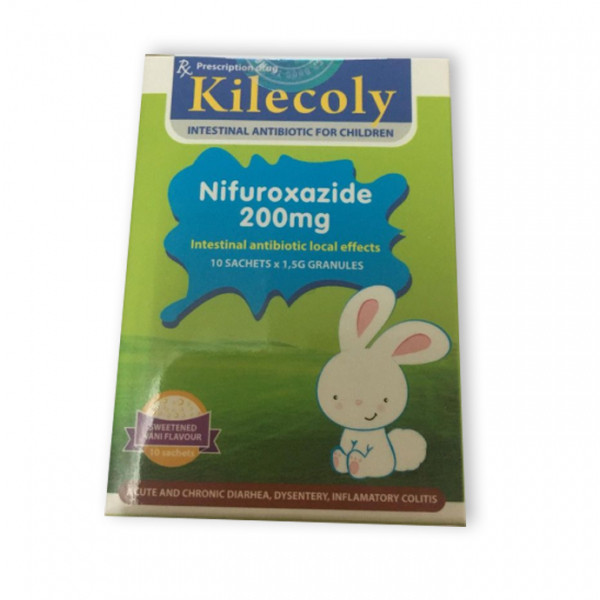 Rx Prescription drug
Kilecoly
INTESTINAL ANTIBIOTIC FOR CHILDREN
Nifuroxazide
200mg
Intestinal antibiotic local effects
10 SACHETS x 1,5G GRANULES
SWEETENED
VANI FLAVOUR
10 sachets
ACUTE AND CHRONIC DIARHEA, DYSENTERY, INFLAMATORY COLITIS